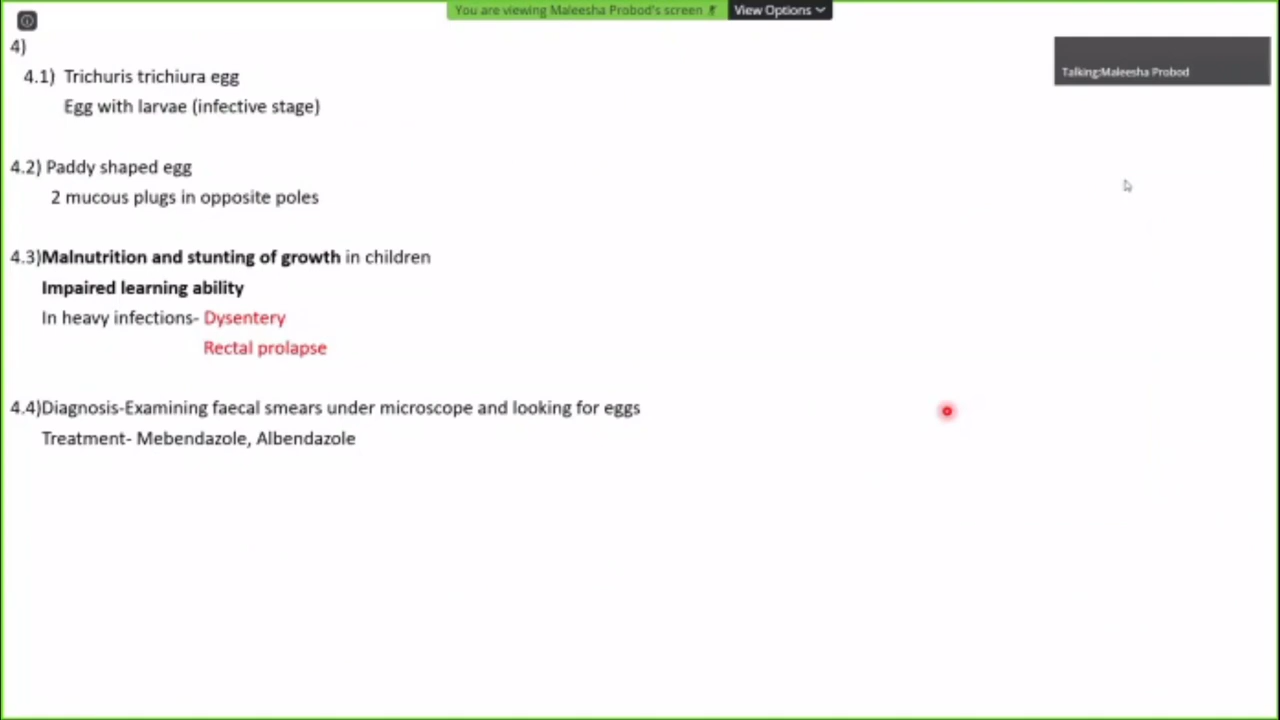 You are viewing Maleesha Probod's screen
View Options
4)
Talking:Maleesha Probod
4.1) Trichuris trichiura egg
Egg with larvae (infective stage)
4.2) Paddy shaped egg
2 mucous plugs in opposite poles
4.3)Malnutrition and stunting of growth in children
Impaired learning ability
In heavy infections- Dysentery
Rectal prolapse
4.4)Diagnosis-Examining faecal smears under microscope and looking for eggs
Treatment- Mebendazole, Albendazole